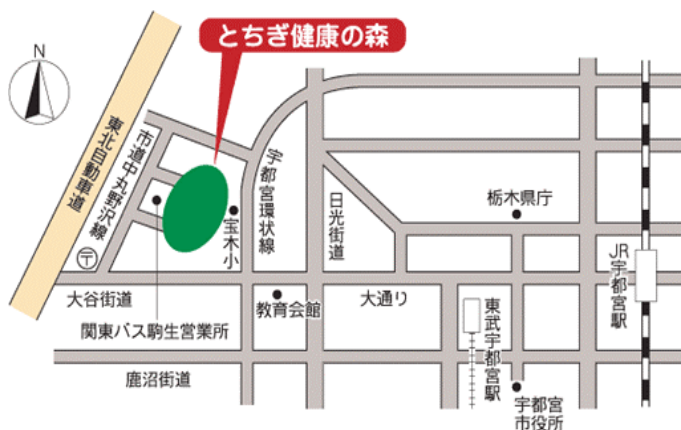 とちぎ健康の森
N
東北自動車道
市道中丸野沢線
宇都宮環状線
日光街道
栃木県庁
宝木小
〒
JR宇都宮駅
大谷街道
教育会館
大通り
東武宇都宮駅
関東バス駒生営業所
鹿沼街道
宇都宮
市役所